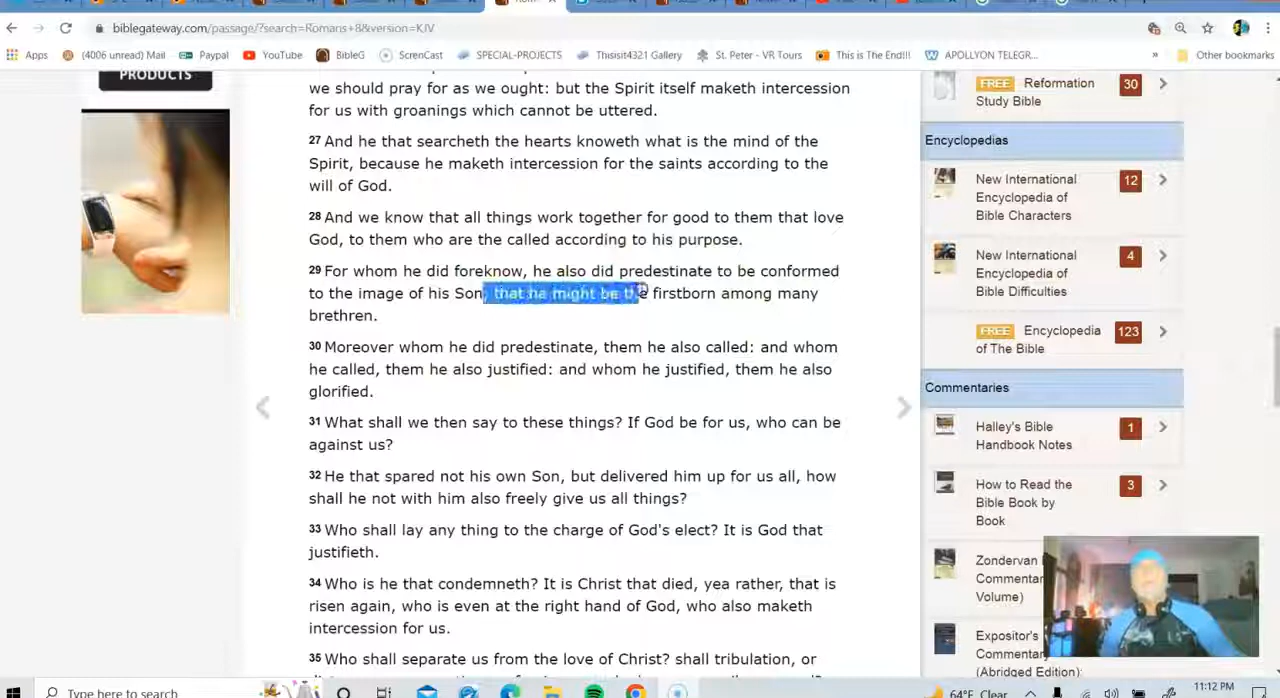 biblegateway.com/passage/?search=Romans+8&version=KJV
Apps (4006 unread) Mail Paypal YouTube BibleG ScrenCast SPECIAL-PROJECTS Thisisit4321 Gallery St. Peter - VR Tours This is The End!!! APOLLYON TELEGR... » Other bookmarks
PRODUCTS
we should pray for as we ought: but the Spirit itself maketh intercession
for us with groanings which cannot be uttered.
27 And he that searcheth the hearts knoweth what is the mind of the
Spirit, because he maketh intercession for the saints according to the
will of God.
28 And we know that all things work together for good to them that love
God, to them who are the called according to his purpose.
29 For whom he did foreknow, he also did predestinate to be conformed
to the image of his Son, that he might be the firstborn among many
brethren.
30 Moreover whom he did predestinate, them he also called: and whom
he called, them he also justified: and whom he justified, them he also
glorified.
31 What shall we then say to these things? If God be for us, who can be
against us?
32 He that spared not his own Son, but delivered him up for us all, how
shall he not with him also freely give us all things?
33 Who shall lay any thing to the charge of God's elect? It is God that
justifieth.
34 Who is he that condemneth? It is Christ that died, yea rather, that is
risen again, who is even at the right hand of God, who also maketh
intercession for us.
35 Who shall separate us from the love of Christ? shall tribulation, or
FREE Reformation 30
Study Bible
Encyclopedias
New International 12
Encyclopedia of
Bible Characters
New International 4
Encyclopedia of
Bible Difficulties
FREE Encyclopedia 123
of The Bible
Commentaries
Halley's Bible 1
Handbook Notes
How to Read the 3
Bible Book by
Book
Zondervan
Commentar
Volume)
Expositor's
Commentar
(Abridged Edition):
Type here to search
64°F Clear
11:12 PM